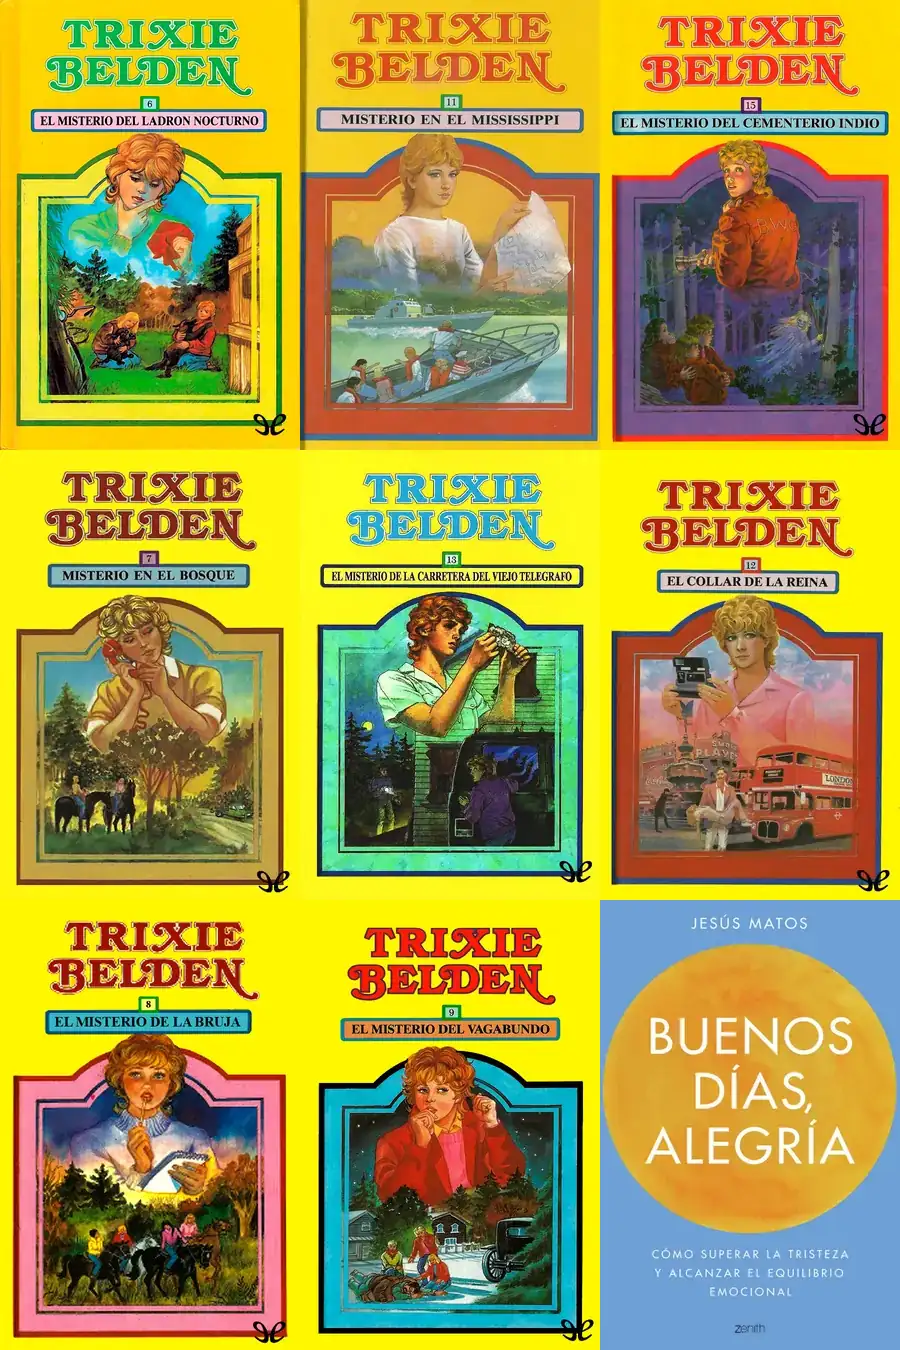 TRIXIE
BELDEN
6
EL MISTERIO DEL LADRON NOCTURNO
TRIXIE
BELDEN
11
MISTERIO EN EL MISSISSIPPI
TRIXIE
BELDEN
15
EL MISTERIO DEL CEMENTERIO INDIO
TRIXIE
BELDEN
7
MISTERIO EN EL BOSQUE
TRIXIE
BELDEN
13
EL MISTERIO DE LA CARRETERA DEL VIEJO TELEGRAFO
TRIXIE
BELDEN
12
EL COLLAR DE LA REINA
LONDON
TRIXIE
BELDEN
8
EL MISTERIO DE LA BRUJA
TRIXIE
BELDEN
9
EL MISTERIO DEL VAGABUNDO
JESÚS MATOS
BUENOS
DÍAS,
ALEGRÍA
CÓMO SUPERAR LA TRISTEZA
Y ALCANZAR EL EQUILIBRIO
EMOCIONAL
zenith